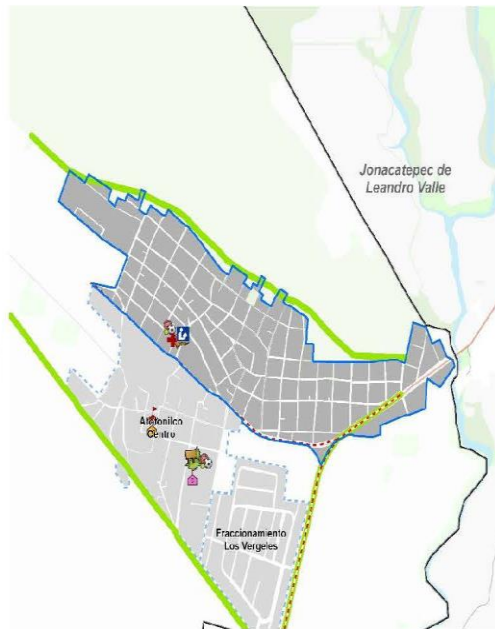 Jonacatepec de
Leandro Valle
Atotonilco
Centro
Fraccionamiento
Los Vergeles